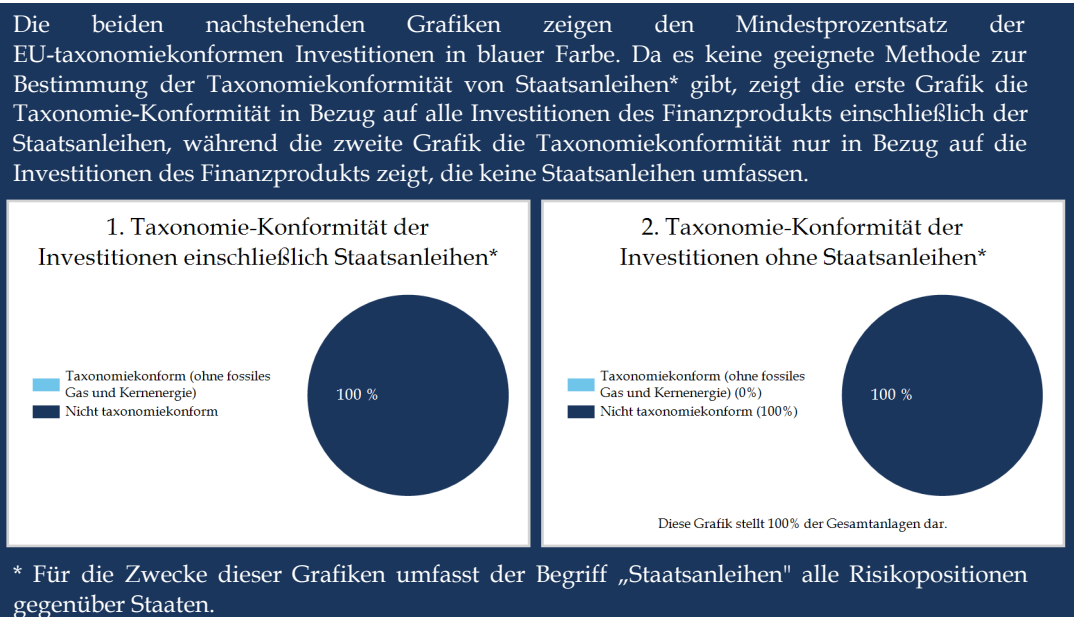 Die beiden nachstehenden Grafiken zeigen den Mindestprozentsatz der
EU-taxonomiekonformen Investitionen in blauer Farbe. Da es keine geeignete Methode zur
Bestimmung der Taxonomiekonformität von Staatsanleihen* gibt, zeigt die erste Grafik die
Taxonomie-Konformität in Bezug auf alle Investitionen des Finanzprodukts einschließlich der
Staatsanleihen, während die zweite Grafik die Taxonomiekonformität nur in Bezug auf die
Investitionen des Finanzprodukts zeigt, die keine Staatsanleihen umfassen.
1. Taxonomie-Konformität der
Investitionen einschließlich Staatsanleihen*
Taxonomiekonform (ohne fossiles
Gas und Kernenergie)
Nicht taxonomiekonform
100 %
2. Taxonomie-Konformität der
Investitionen ohne Staatsanleihen*
Taxonomiekonform (ohne fossiles
Gas und Kernenergie) (0%)
Nicht taxonomiekonform (100%)
100 %
Diese Grafik stellt 100% der Gesamtanlagen dar.
* Für die Zwecke dieser Grafiken umfasst der Begriff „Staatsanleihen" alle Risikopositionen
gegenüber Staaten.